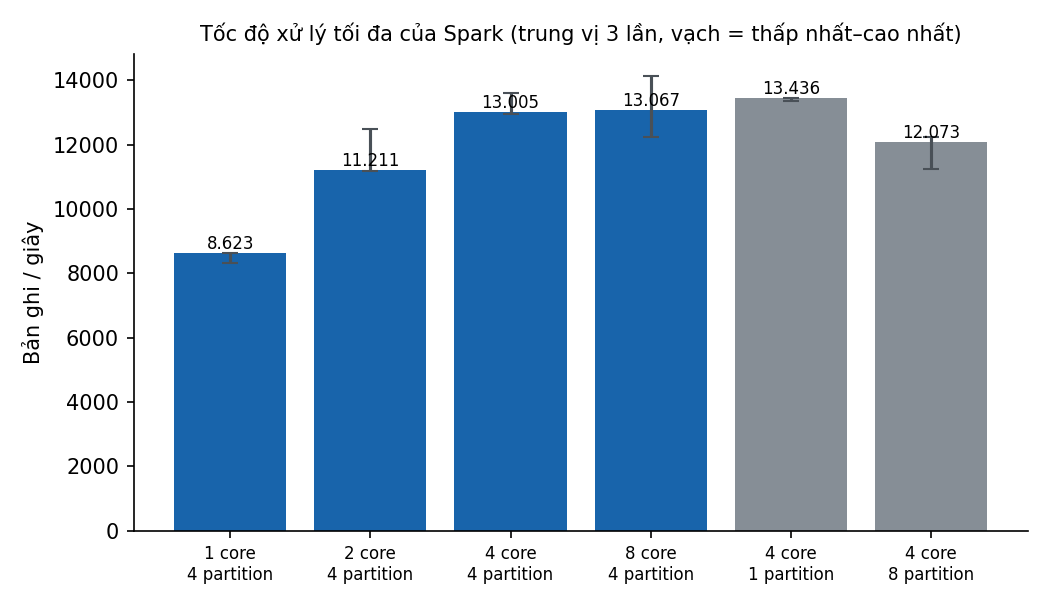 Tốc độ xử lý tối đa của Spark (trung vị 3 lần, vạch = thấp nhất–cao nhất)
Bản ghi / giây
14000
12000
10000
8000
6000
4000
2000
0
8.623
11.211
13.005
13.067
13.436
12.073
1 core
4 partition
2 core
4 partition
4 core
4 partition
8 core
4 partition
4 core
1 partition
4 core
8 partition